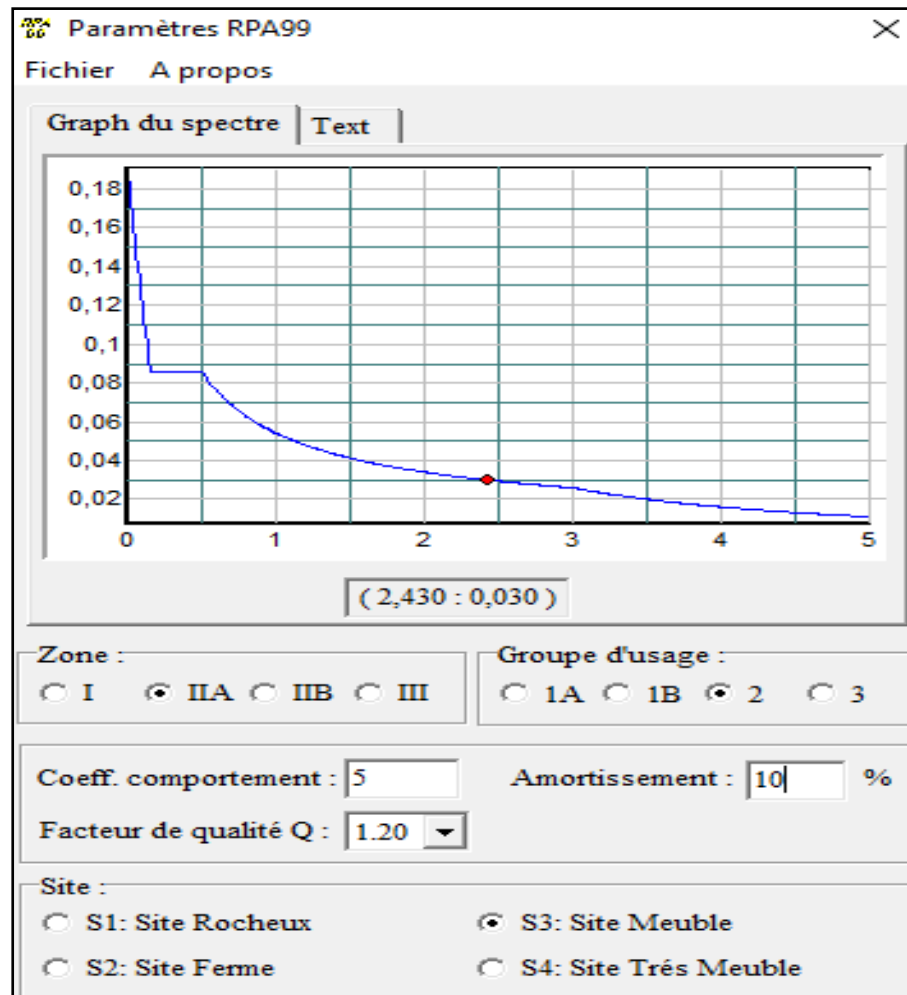 Paramètres RPA99
Fichier A propos
Graph du spectre Text
0,18
0,16
0,14
0,12
0,1
0,08
0,06
0,04
0,02
0 1 2 3 4 5
( 2,430 : 0,030 )
Zone :
I IIA IIB III
Groupe d'usage :
1A 1B 2 3
Coeff. comportement : 5 Amortissement : 10 %
Facteur de qualité Q : 1.20
Site :
S1: Site Rocheux S3: Site Meuble
S2: Site Ferme S4: Site Trés Meuble